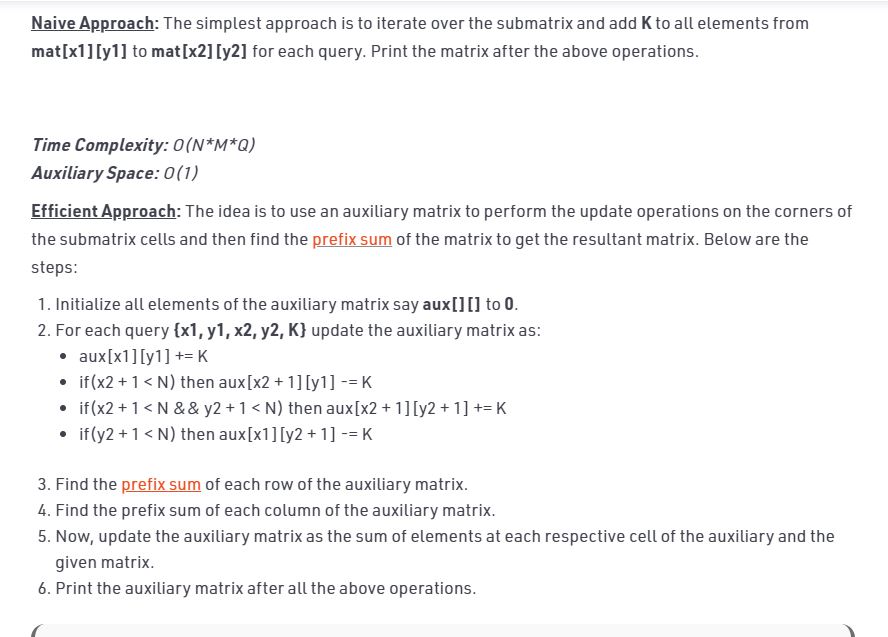 Naive Approach: The simplest approach is to iterate over the submatrix and add K to all elements from
mat[x1][y1] to mat[x2][y2] for each query. Print the matrix after the above operations.
Time Complexity: O(N*M*Q)
Auxiliary Space: O(1)
Efficient Approach: The idea is to use an auxiliary matrix to perform the update operations on the corners of
the submatrix cells and then find the prefix sum of the matrix to get the resultant matrix. Below are the
steps:
1. Initialize all elements of the auxiliary matrix say aux[][] to 0.
2. For each query {x1, y1, x2, y2, K} update the auxiliary matrix as:
• aux[x1][y1] += K
• if(x2 + 1 < N) then aux[x2 + 1][y1] -= K
• if(x2 + 1 < N && y2 + 1 < N) then aux[x2 + 1][y2 + 1] += K
• if(y2 + 1 < N) then aux[x1][y2 + 1] -= K
3. Find the prefix sum of each row of the auxiliary matrix.
4. Find the prefix sum of each column of the auxiliary matrix.
5. Now, update the auxiliary matrix as the sum of elements at each respective cell of the auxiliary and the
given matrix.
6. Print the auxiliary matrix after all the above operations.